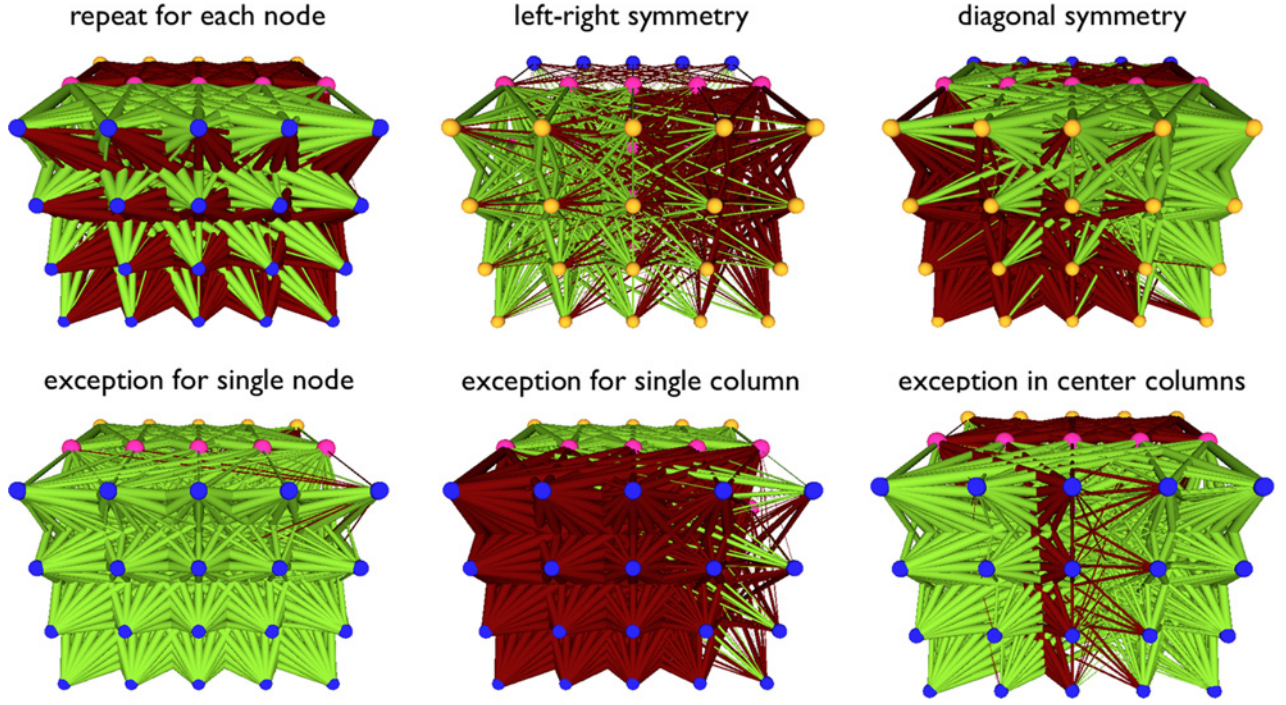 repeat for each node
left-right symmetry
diagonal symmetry
exception for single node
exception for single column
exception in center columns